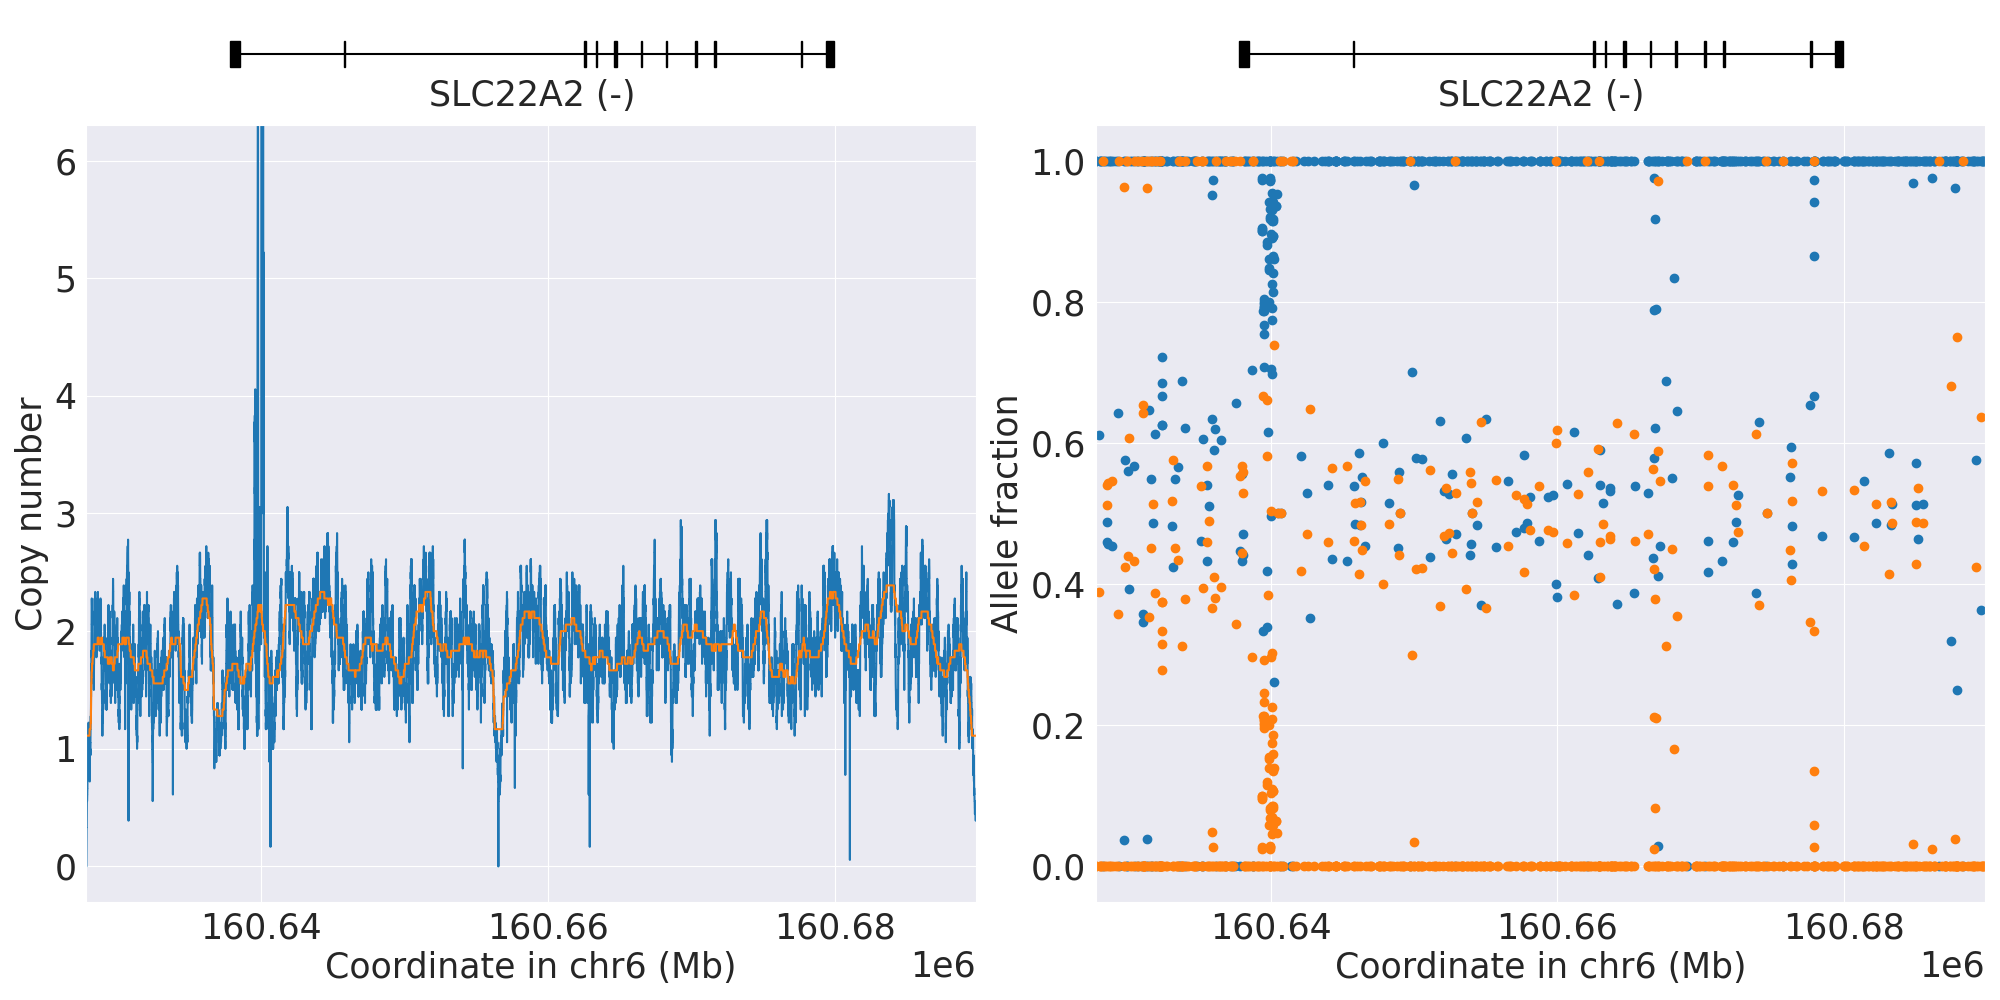 SLC22A2 (-)
SLC22A2 (-)
Copy number
6
5
4
3
2
1
0
160.64
160.66
160.68
Coordinate in chr6 (Mb)
1e6
Allele fraction
1.0
0.8
0.6
0.4
0.2
0.0
160.64
160.66
160.68
Coordinate in chr6 (Mb)
1e6